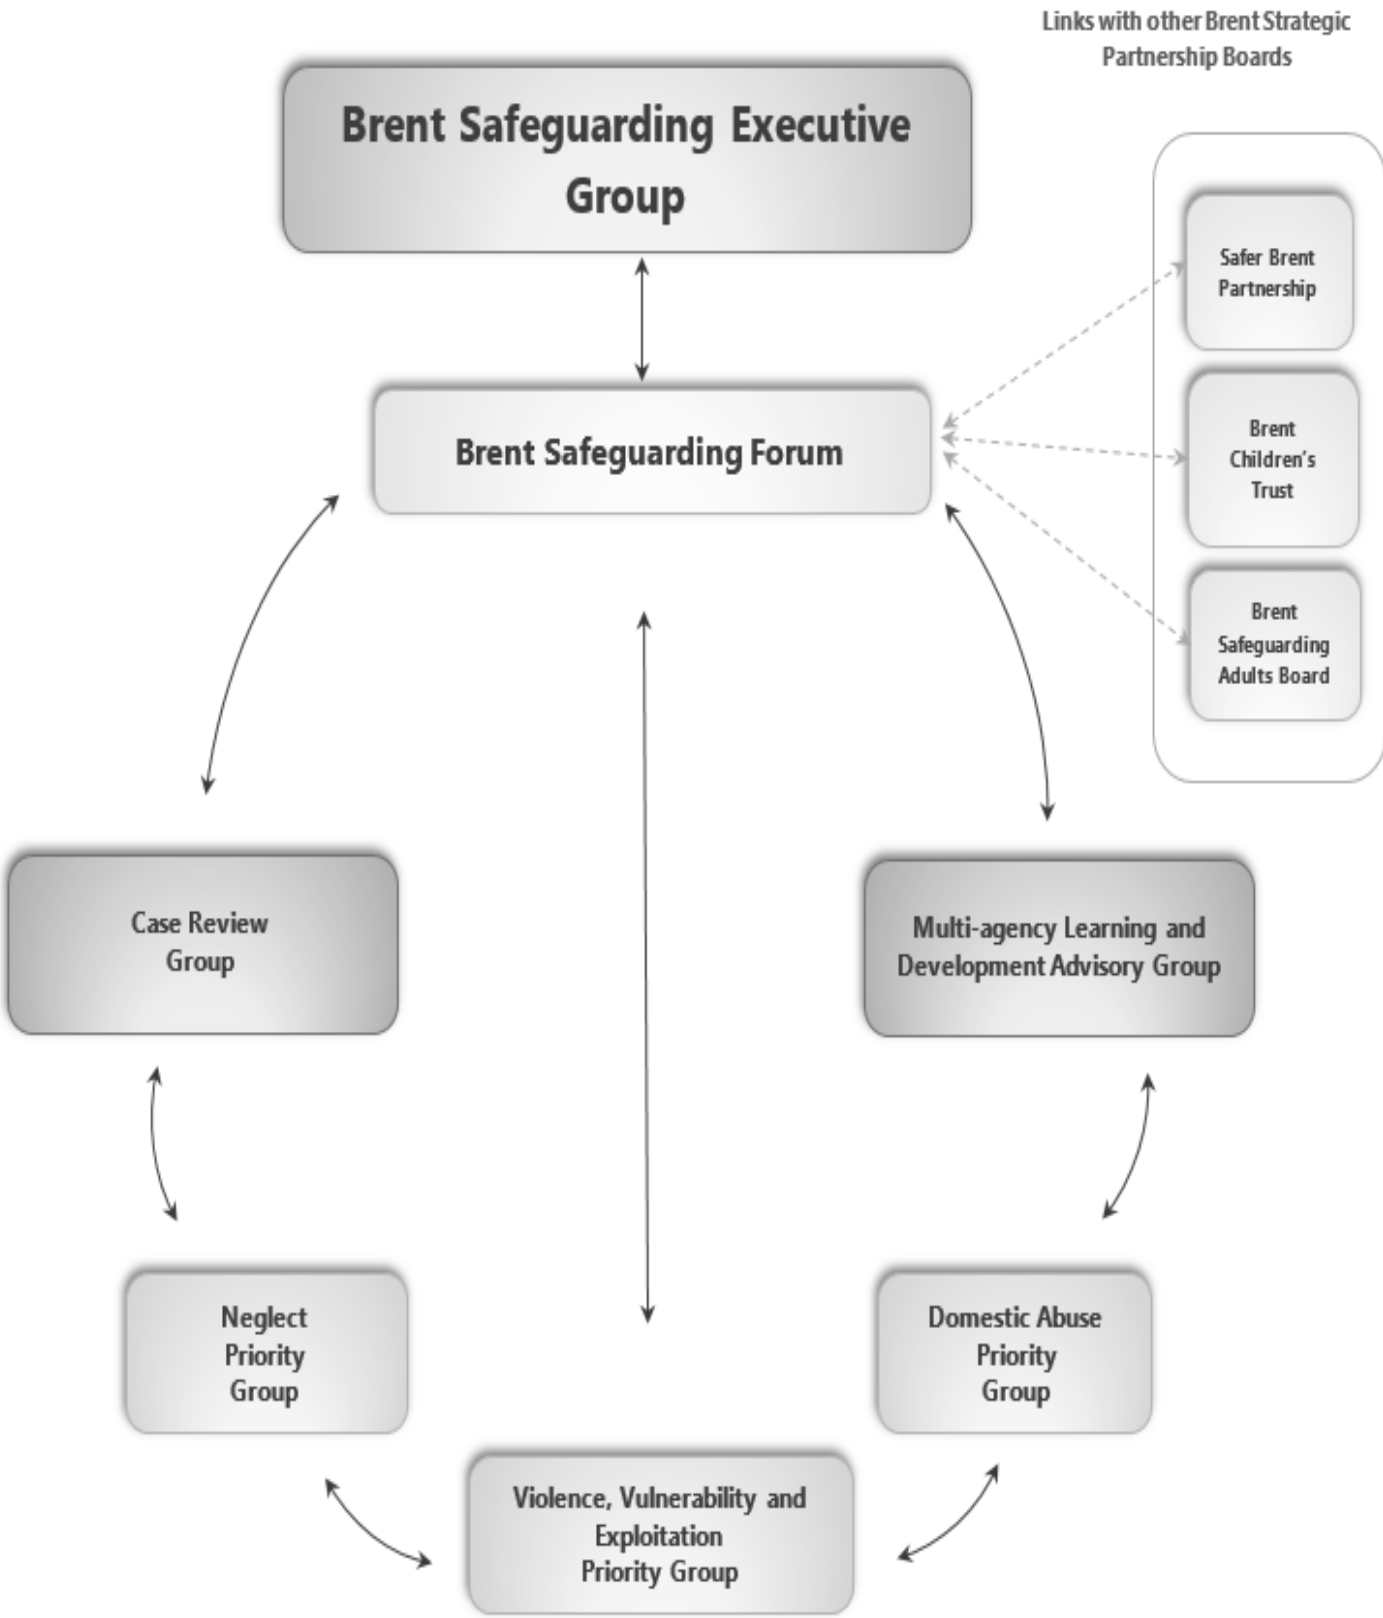 Links with other Brent Strategic
Partnership Boards
Brent Safeguarding Executive
Group
Safer Brent
Partnership
Brent Safeguarding Forum
Brent
Children's
Trust
Brent
Safeguarding
Adults Board
Case Review
Group
Multi-agency Learning and
Development Advisory Group
Neglect
Priority
Group
Domestic Abuse
Priority
Group
Violence, Vulnerability and
Exploitation
Priority Group